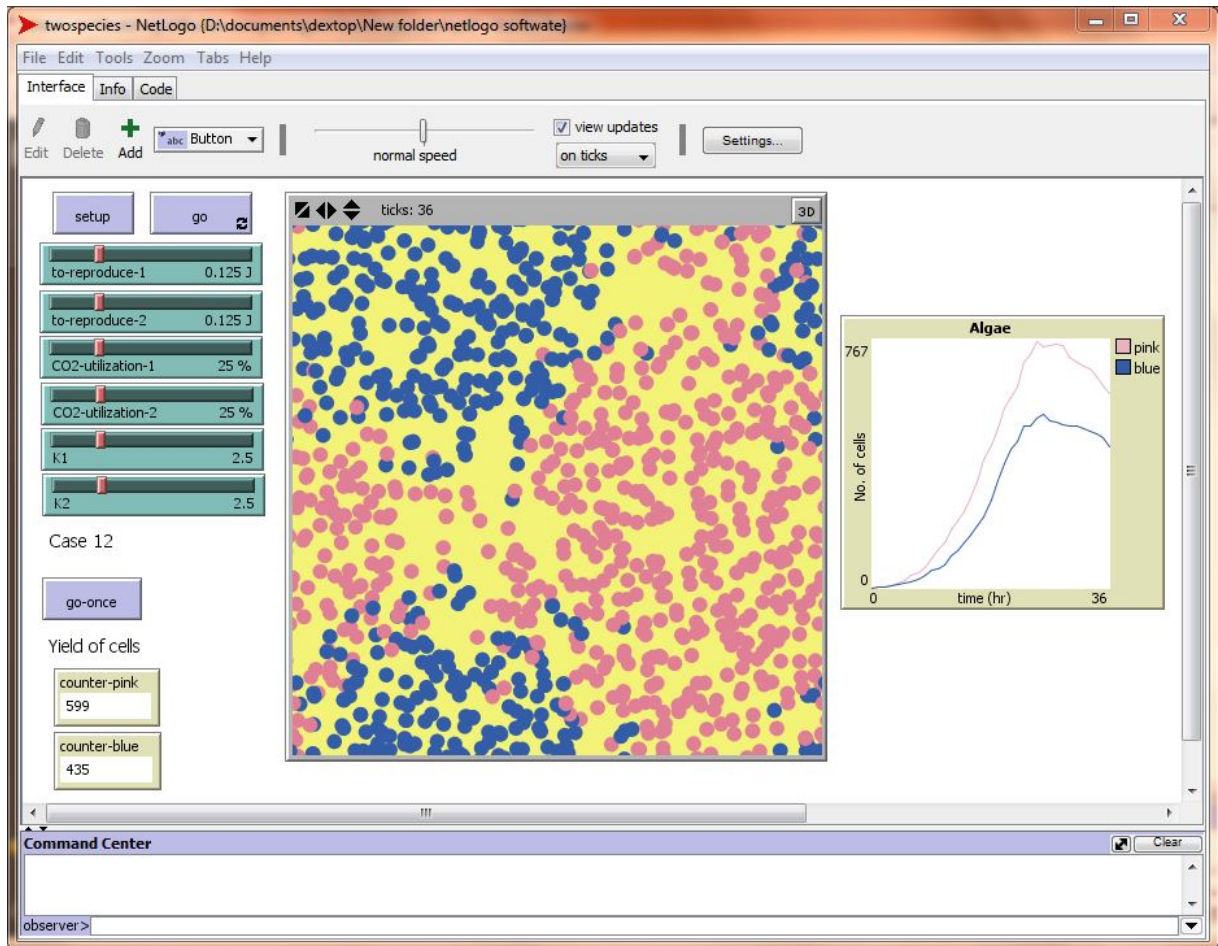 twospecies - NetLogo {D:\documents\dextop\New folder\netlogo softwate}
File Edit Tools Zoom Tabs Help
Interface Info Code
Edit Delete Add
abc Button
normal speed
view updates
on ticks
Settings...
setup
go
ticks: 36
3D
to-reproduce-1 0.125 J
to-reproduce-2 0.125 J
CO2-utilization-1 25 %
CO2-utilization-2 25 %
K1 2.5
K2 2.5
Case 12
go-once
Yield of cells
counter-pink
599
counter-blue
435
Algae
767
No. of cells
0
0 time (hr) 36
pink
blue
Command Center
Clear
observer>